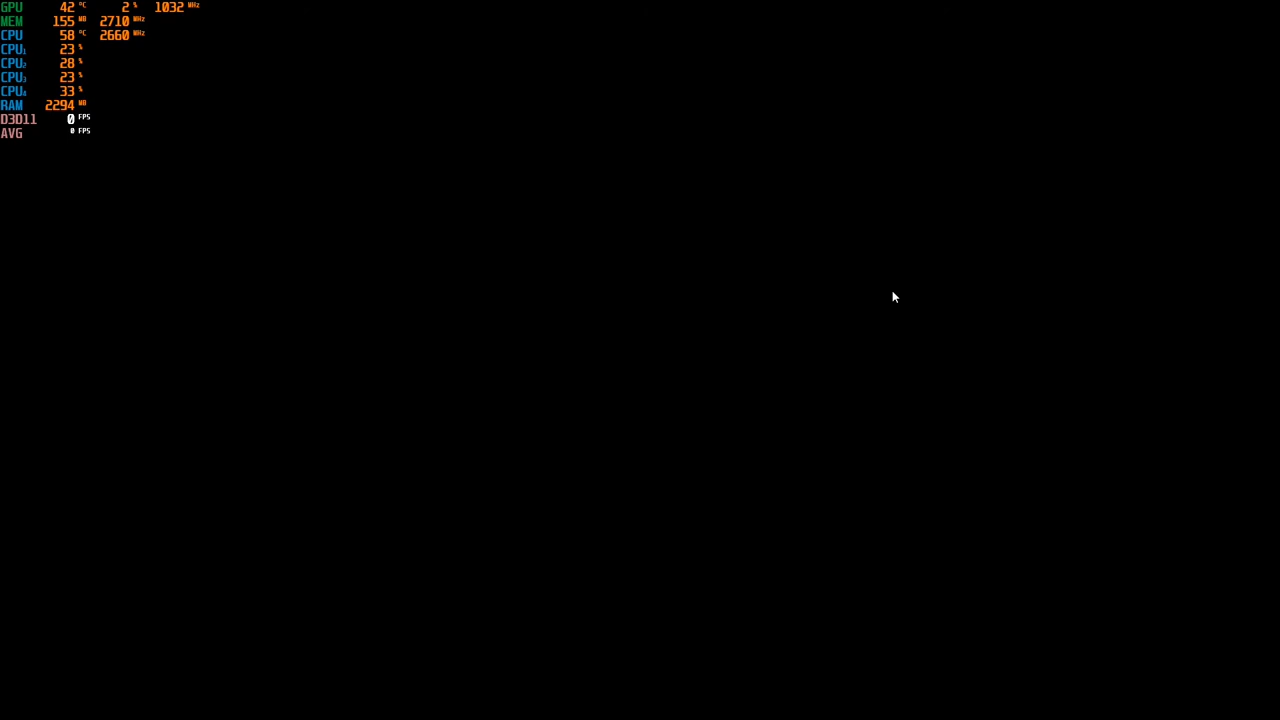 GPU 42 °C 2 % 1032 MHz
MEM 155 MB 2710 MHz
CPU 58 °C 2660 MHz
CPU1 23 %
CPU2 28 %
CPU3 23 %
CPU4 33 %
RAM 2294 MB
D3D11 0 FPS
AVG 0 FPS